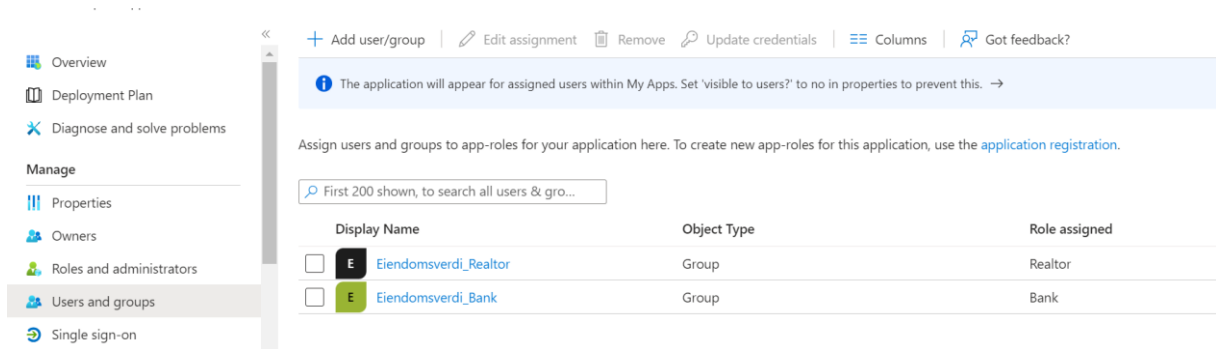 Add user/group
Edit assignment
Remove
Update credentials
Columns
Got feedback?
Overview
Deployment Plan
Diagnose and solve problems
Manage
Properties
Owners
Roles and administrators
Users and groups
Single sign-on
The application will appear for assigned users within My Apps. Set 'visible to users?' to no in properties to prevent this. →
Assign users and groups to app-roles for your application here. To create new app-roles for this application, use the application registration.
First 200 shown, to search all users & gro...
Display Name Object Type Role assigned
E Eiendomsverdi_Realtor Group Realtor
E Eiendomsverdi_Bank Group Bank